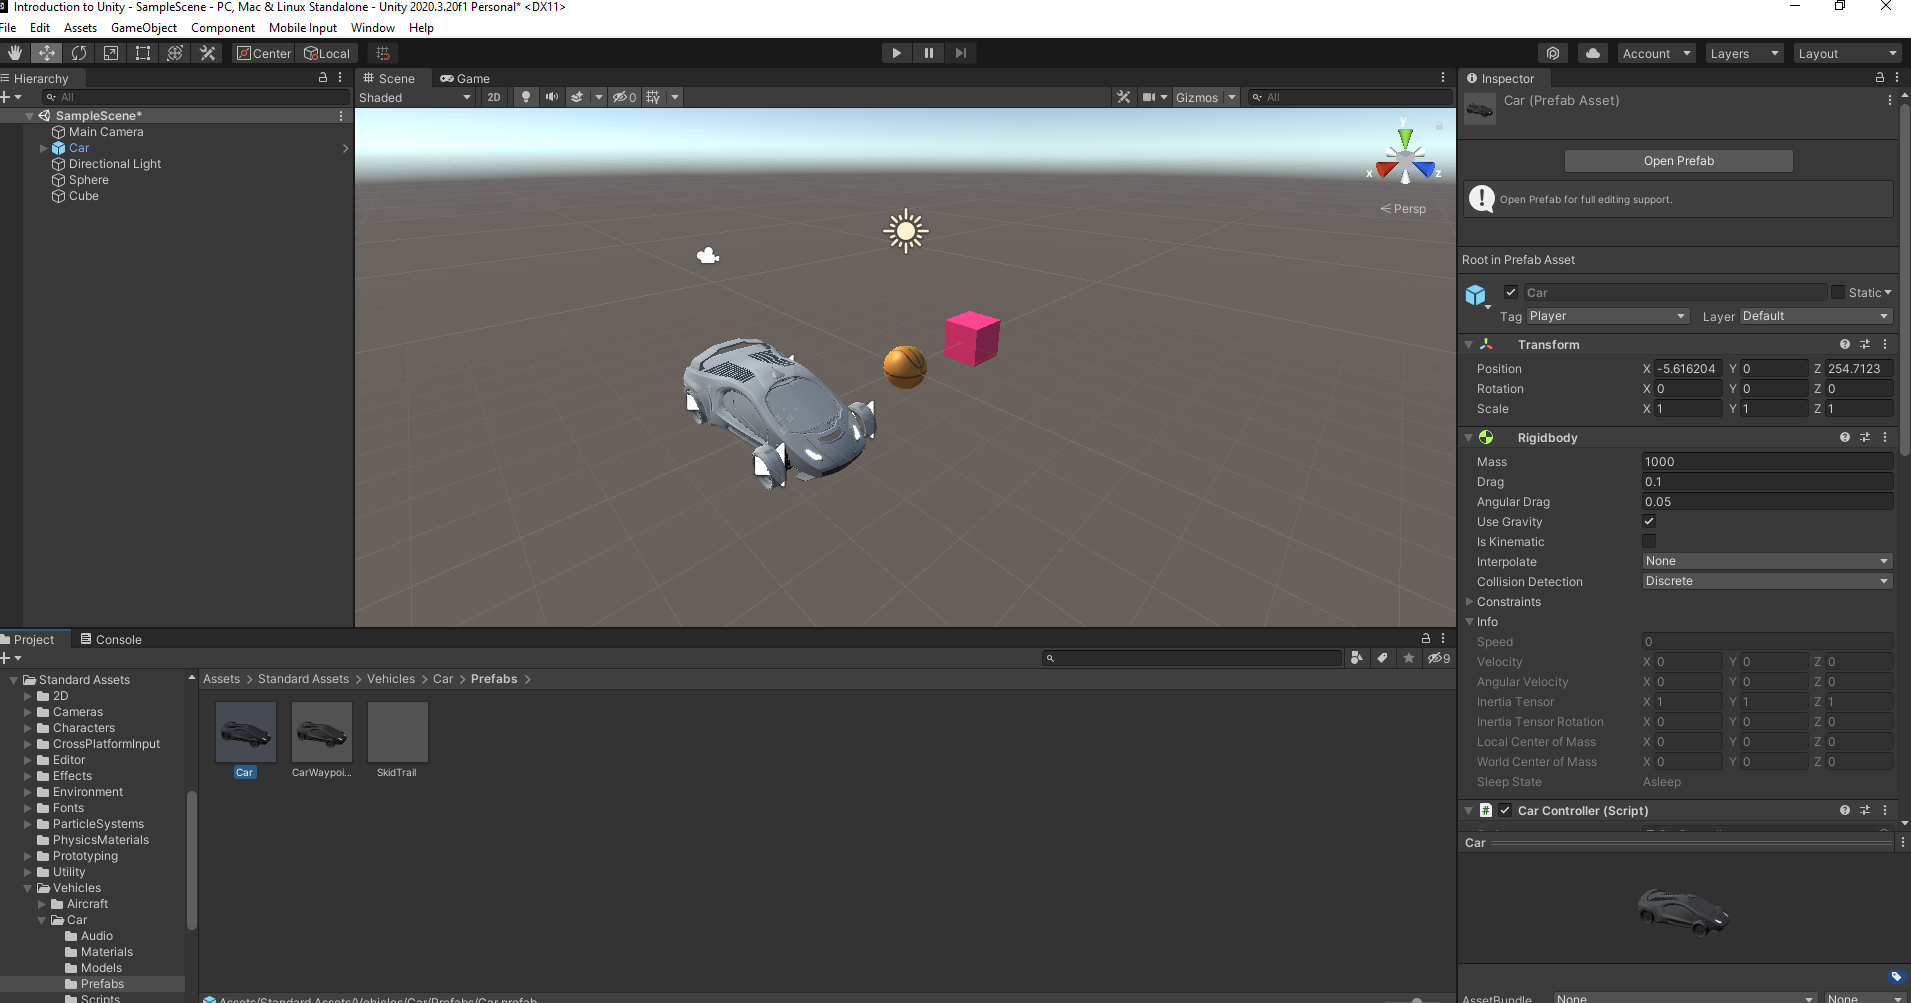 Introduction to Unity - SampleScene - PC, Mac & Linux Standalone - Unity 2020.3.20f1 Personal* <DX11>
File Edit Assets GameObject Component Mobile Input Window Help
Center Local Account Layers Layout
Hierarchy
All
SampleScene*
Main Camera
Car
Directional Light
Sphere
Cube
Scene Game
Shaded 2D 0 Gizmos All
y
x z
Persp
Inspector
Car (Prefab Asset)
Open Prefab
Open Prefab for full editing support.
Root in Prefab Asset
Car Static
Tag Player Layer Default
Transform
Position X -5.616204 Y 0 Z 254.7123
Rotation X 0 Y 0 Z 0
Scale X 1 Y 1 Z 1
Rigidbody
Mass 1000
Drag 0.1
Angular Drag 0.05
Use Gravity
Is Kinematic
Interpolate None
Collision Detection Discrete
Constraints
Info
Speed 0
Velocity X 0 Y 0 Z 0
Angular Velocity X 0 Y 0 Z 0
Inertia Tensor X 1 Y 1 Z 1
Inertia Tensor Rotation X 0 Y 0 Z 0
Local Center of Mass X 0 Y 0 Z 0
World Center of Mass X 0 Y 0 Z 0
Sleep State Asleep
# Car Controller (Script)
Car
AssetBundle None None
Project Console
9
Standard Assets
2D
Cameras
Characters
CrossPlatformInput
Editor
Effects
Environment
Fonts
ParticleSystems
PhysicsMaterials
Prototyping
Utility
Vehicles
Aircraft
Car
Audio
Materials
Models
Prefabs
Scripts
Assets > Standard Assets > Vehicles > Car > Prefabs >
Car CarWaypoi... SkidTrail
Assets/Standard Assets/Vehicles/Car/Prefabs/Car.prefab